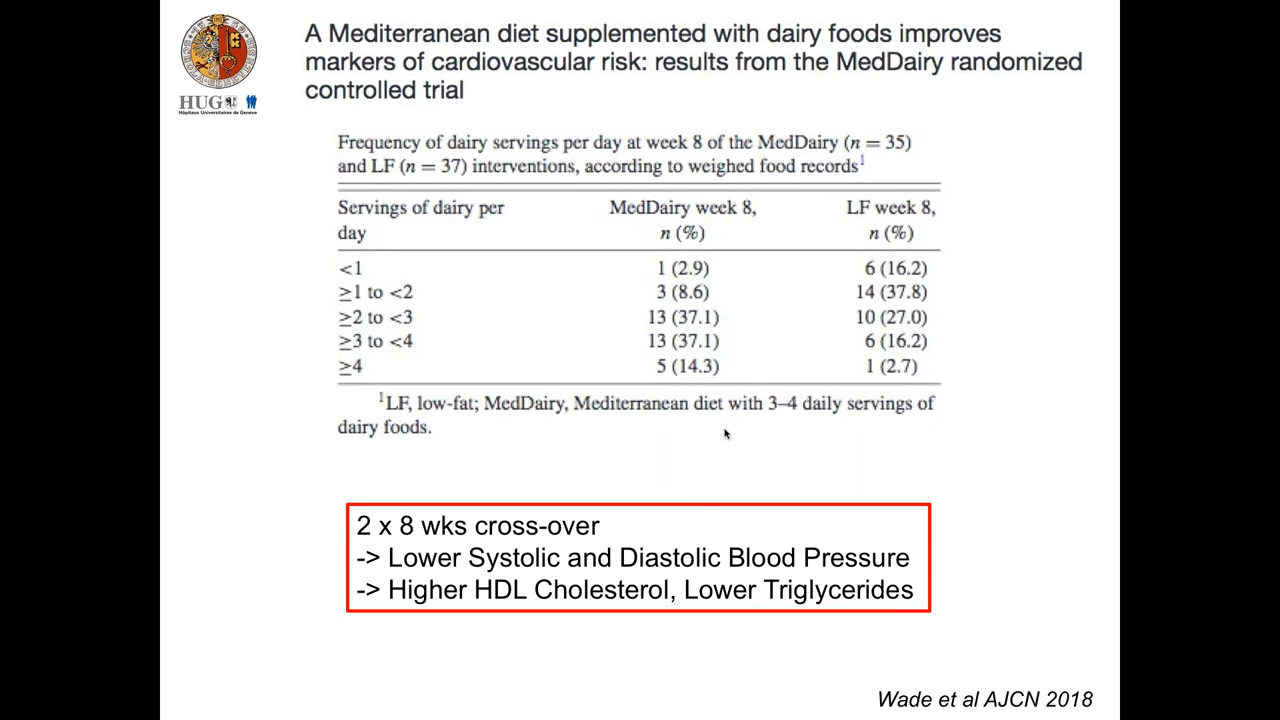 A Mediterranean diet supplemented with dairy foods improves
markers of cardiovascular risk: results from the MedDairy randomized
controlled trial
HUG
Hôpitaux Universitaires de Genève
Frequency of dairy servings per day at week 8 of the MedDairy (n = 35)
and LF (n = 37) interventions, according to weighed food records1
Servings of dairy per day MedDairy week 8, n (%) LF week 8, n (%)
<1 1 (2.9) 6 (16.2)
≥1 to <2 3 (8.6) 14 (37.8)
≥2 to <3 13 (37.1) 10 (27.0)
≥3 to <4 13 (37.1) 6 (16.2)
≥4 5 (14.3) 1 (2.7)
1LF, low-fat; MedDairy, Mediterranean diet with 3–4 daily servings of
dairy foods.
2 x 8 wks cross-over
-> Lower Systolic and Diastolic Blood Pressure
-> Higher HDL Cholesterol, Lower Triglycerides
Wade et al AJCN 2018